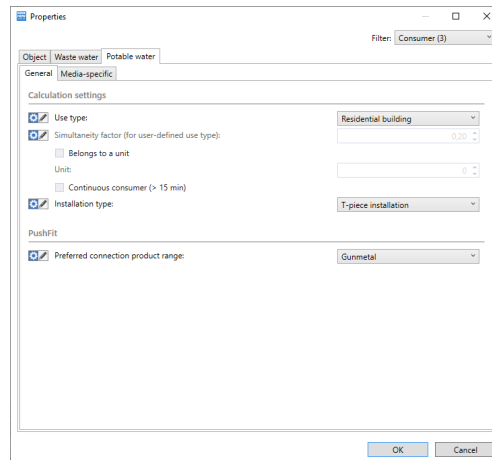 Properties
Filter: Consumer (3)
Object Waste water Potable water
General Media-specific
Calculation settings
Use type: Residential building
Simultaneity factor (for user-defined use type): 0.20
Belongs to a unit
Unit: 0
Continuous consumer (> 15 min)
Installation type: T-piece installation
PushFit
Preferred connection product range: Gunmetal
OK Cancel